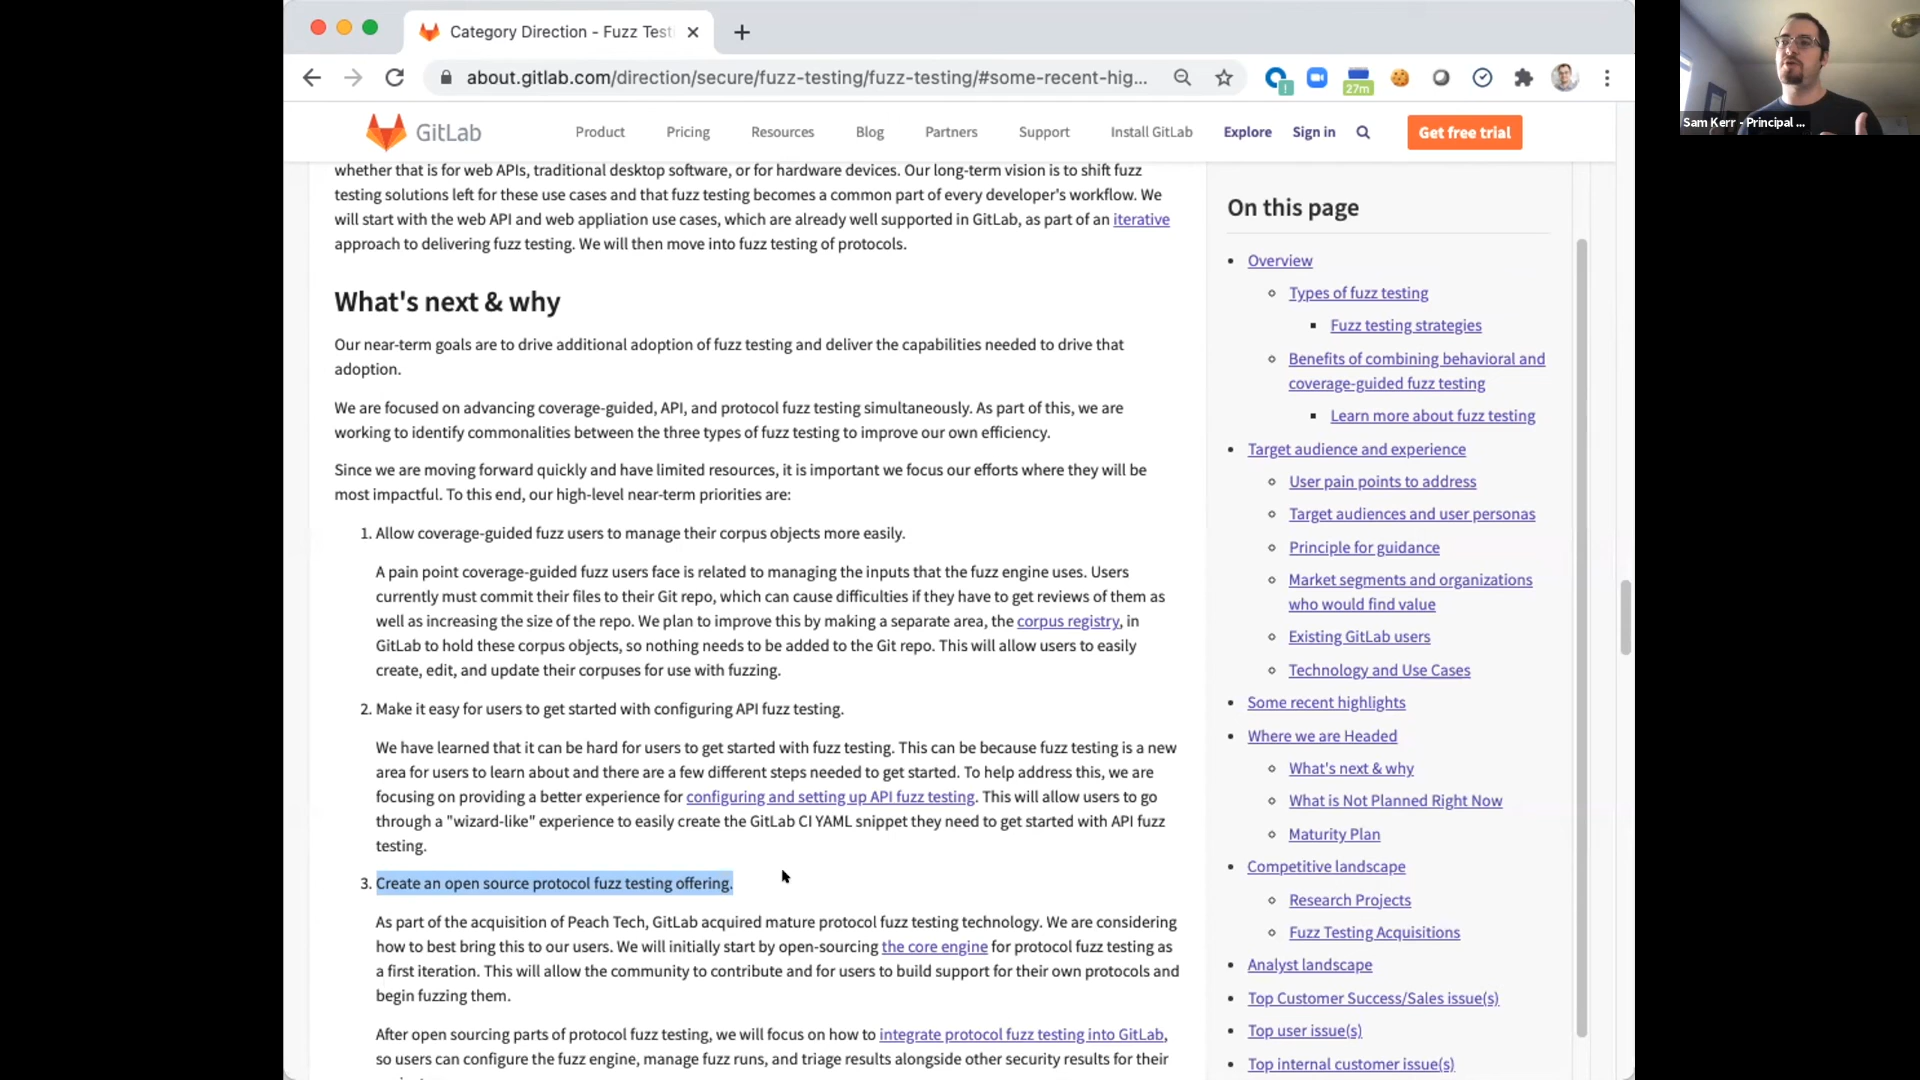 Category Direction - Fuzz Test
about.gitlab.com/direction/secure/fuzz-testing/fuzz-testing/#some-recent-hig...
27m
Sam Kerr - Principal ...
GitLab
Product
Pricing
Resources
Blog
Partners
Support
Install GitLab
Explore
Sign in
Get free trial
whether that is for web APIs, traditional desktop software, or for hardware devices. Our long-term vision is to shift fuzz
testing solutions left for these use cases and that fuzz testing becomes a common part of every developer's workflow. We
will start with the web API and web appliation use cases, which are already well supported in GitLab, as part of an iterative
approach to delivering fuzz testing. We will then move into fuzz testing of protocols.
What's next & why
Our near-term goals are to drive additional adoption of fuzz testing and deliver the capabilities needed to drive that
adoption.
We are focused on advancing coverage-guided, API, and protocol fuzz testing simultaneously. As part of this, we are
working to identify commonalities between the three types of fuzz testing to improve our own efficiency.
Since we are moving forward quickly and have limited resources, it is important we focus our efforts where they will be
most impactful. To this end, our high-level near-term priorities are:
1. Allow coverage-guided fuzz users to manage their corpus objects more easily.
A pain point coverage-guided fuzz users face is related to managing the inputs that the fuzz engine uses. Users
currently must commit their files to their Git repo, which can cause difficulties if they have to get reviews of them as
well as increasing the size of the repo. We plan to improve this by making a separate area, the corpus registry, in
GitLab to hold these corpus objects, so nothing needs to be added to the Git repo. This will allow users to easily
create, edit, and update their corpuses for use with fuzzing.
2. Make it easy for users to get started with configuring API fuzz testing.
We have learned that it can be hard for users to get started with fuzz testing. This can be because fuzz testing is a new
area for users to learn about and there are a few different steps needed to get started. To help address this, we are
focusing on providing a better experience for configuring and setting up API fuzz testing. This will allow users to go
through a "wizard-like" experience to easily create the GitLab CI YAML snippet they need to get started with API fuzz
testing.
3. Create an open source protocol fuzz testing offering.
As part of the acquisition of Peach Tech, GitLab acquired mature protocol fuzz testing technology. We are considering
how to best bring this to our users. We will initially start by open-sourcing the core engine for protocol fuzz testing as
a first iteration. This will allow the community to contribute and for users to build support for their own protocols and
begin fuzzing them.
After open sourcing parts of protocol fuzz testing, we will focus on how to integrate protocol fuzz testing into GitLab,
so users can configure the fuzz engine, manage fuzz runs, and triage results alongside other security results for their
On this page
Overview
Types of fuzz testing
Fuzz testing strategies
Benefits of combining behavioral and
coverage-guided fuzz testing
Learn more about fuzz testing
Target audience and experience
User pain points to address
Target audiences and user personas
Principle for guidance
Market segments and organizations
who would find value
Existing GitLab users
Technology and Use Cases
Some recent highlights
Where we are Headed
What's next & why
What is Not Planned Right Now
Maturity Plan
Competitive landscape
Research Projects
Fuzz Testing Acquisitions
Analyst landscape
Top Customer Success/Sales issue(s)
Top user issue(s)
Top internal customer issue(s)